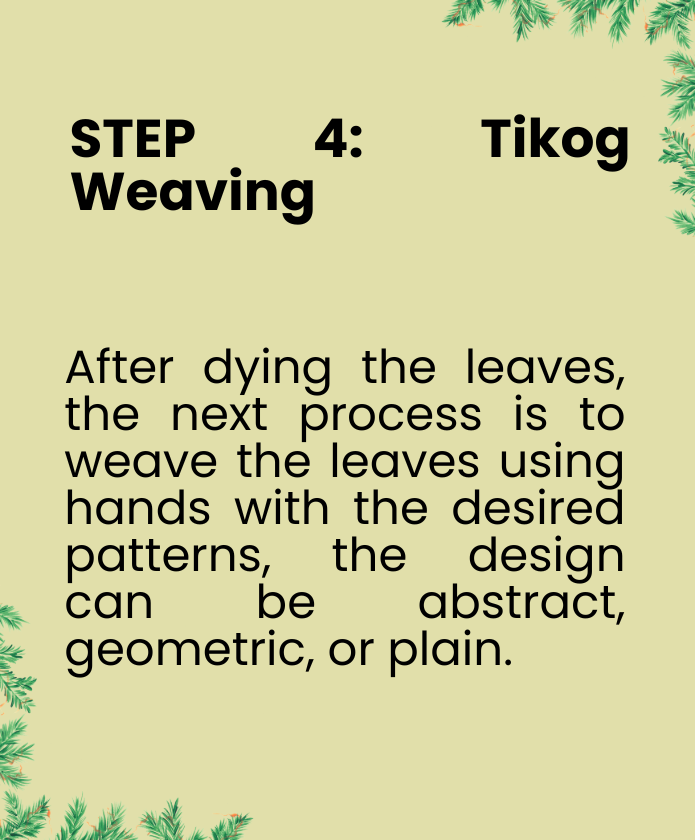 STEP 4: Tikog
Weaving
After dying the leaves,
the next process is to
weave the leaves using
hands with the desired
patterns, the design
can be abstract,
geometric, or plain.